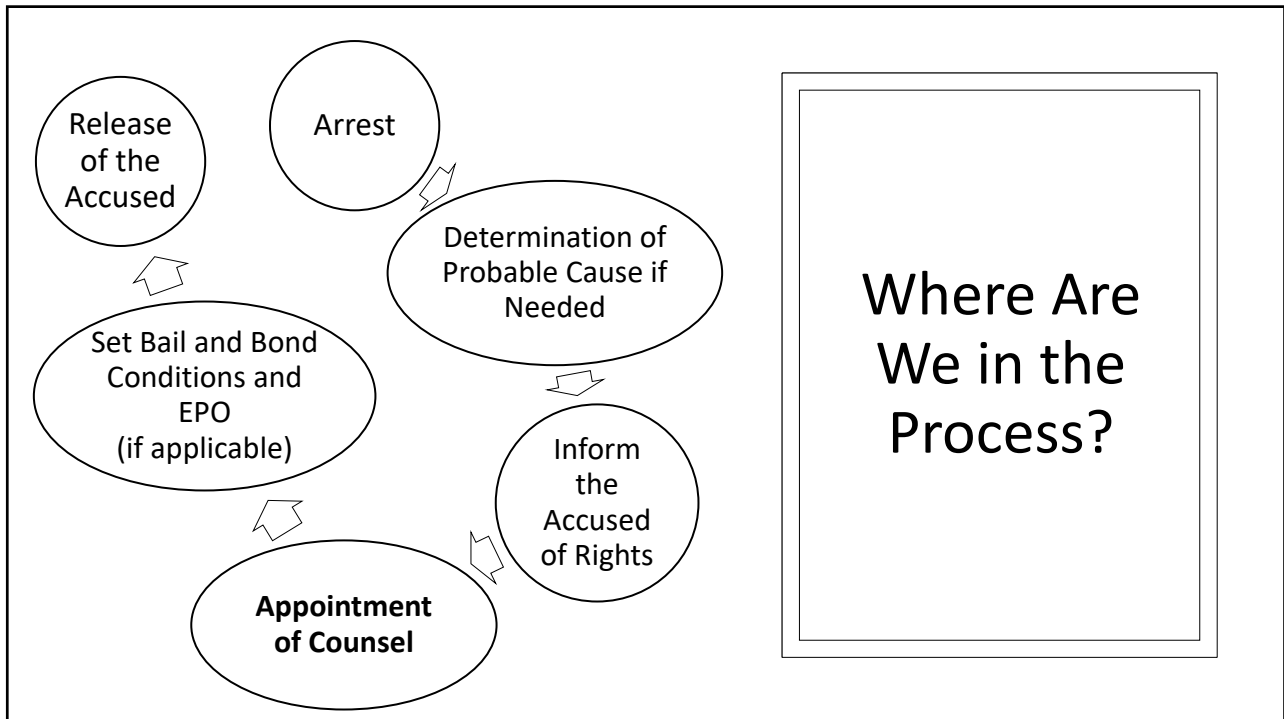 Arrest
Determination of
Probable Cause if
Needed
Inform
the
Accused
of Rights
Appointment
of Counsel
Set Bail and Bond
Conditions and
EPO
(if applicable)
Release
of the
Accused
Where Are
We in the
Process?